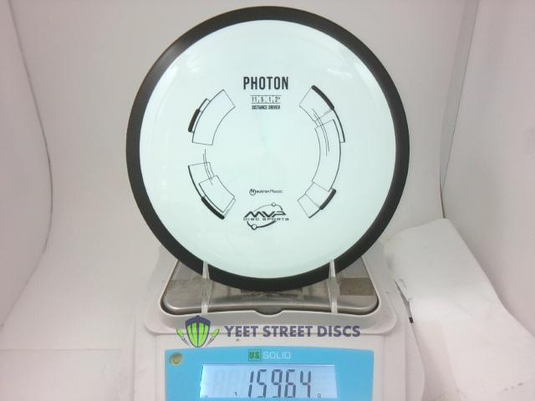 PHOTON
DISTANCE DRIVER
Neutron Plastic
MVP
DISC SPORTS
YEET STREET DISCS
U.S SOLID
159.64